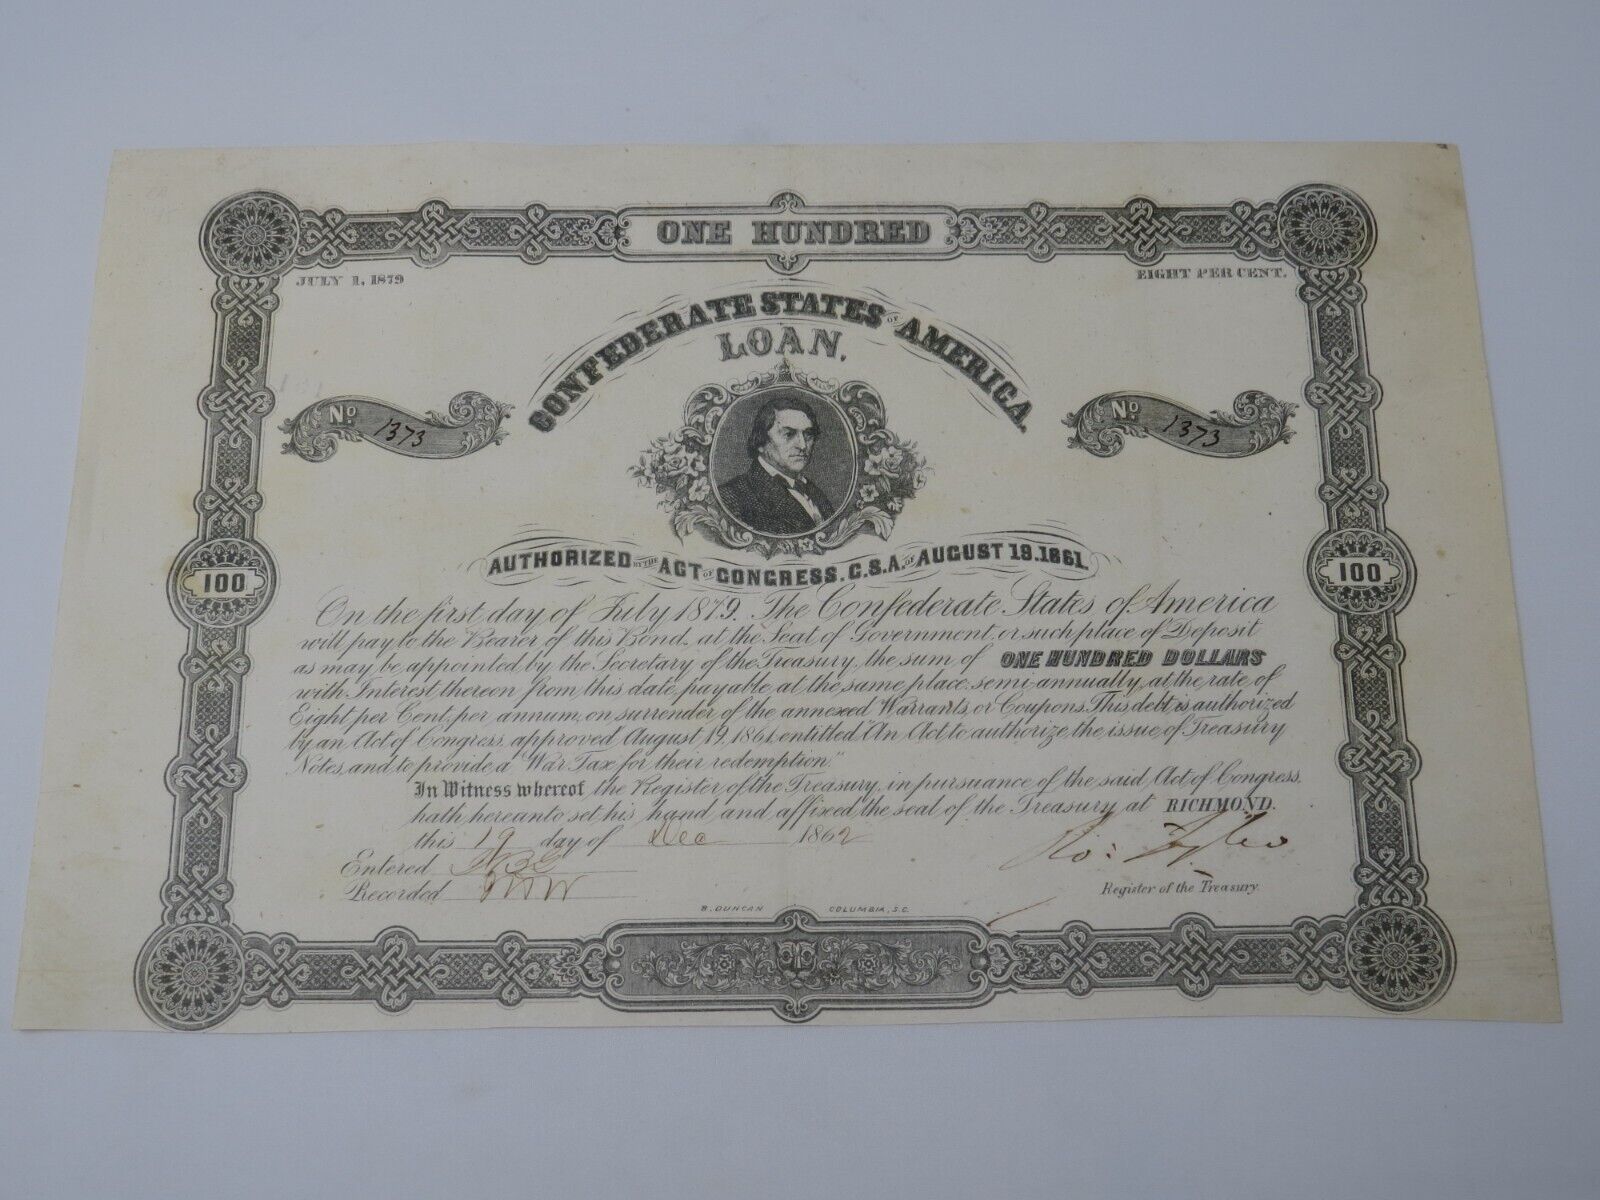 ONE HUNDRED
JULY 1, 1879
EIGHT PER CENT.
CONFEDERATE STATES OF AMERICA
LOAN.
No. 1373
No. 1373
AUTHORIZED BY THE ACT OF CONGRESS, C.S.A. OF AUGUST 19. 1861.
100
100
On the first day of July 1879. The Confederate States of America
will pay to the Bearer of this Bond, at the Seat of Government, or such place of Deposit
as may be appointed by the Secretary of the Treasury, the sum of ONE HUNDRED DOLLARS
with Interest thereon from this date, payable, at the same place, semi-annually, at the rate of
Eight per Cent, per annum, on surrender of the annexed Warrants, or Coupons. This debt is authorized
by an Act of Congress, approved August 19, 1861, entitled "An Act to authorize the issue of Treasury
Notes, and to provide a War Tax for their redemption."
In Witness whereof, the Register of the Treasury, in pursuance of the said Act of Congress,
hath hereunto set his hand and affixed the seal of the Treasury at RICHMOND.
this 19 day of Dec 1862
Entered
Recorded
Ro: Tyler
Register of the Treasury.
B. DUNCAN COLUMBIA, S.C.